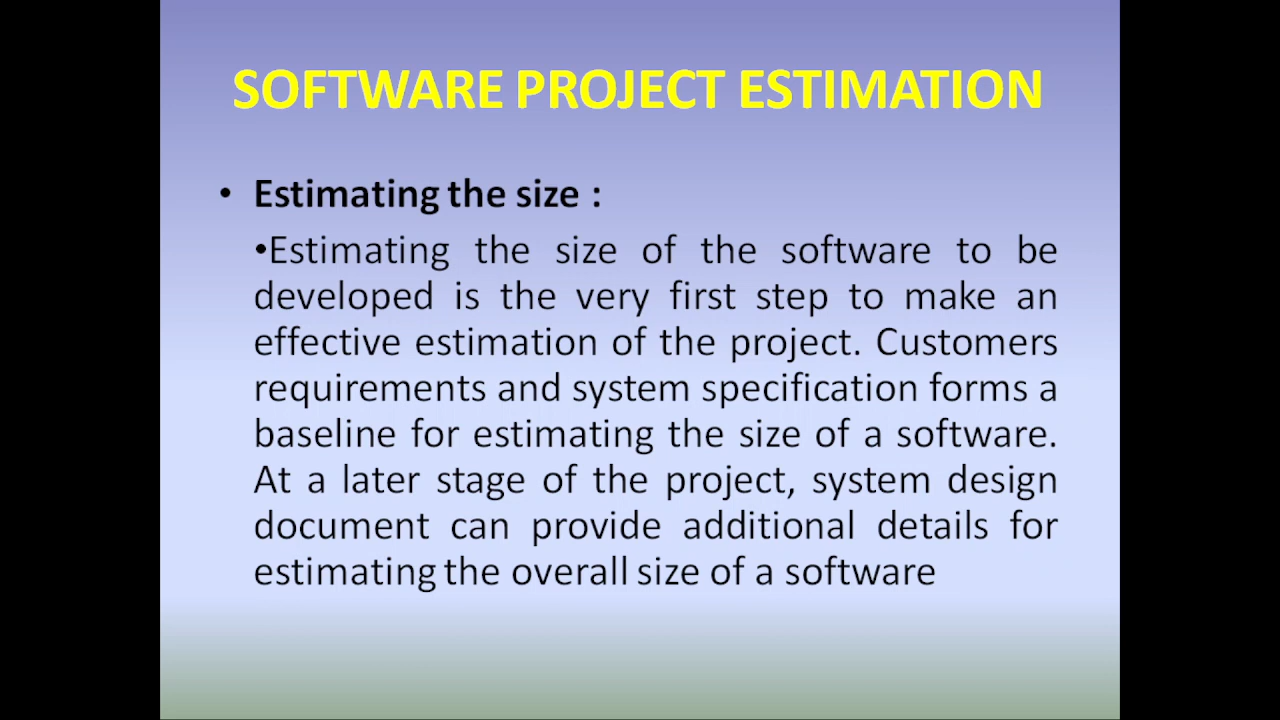 SOFTWARE PROJECT ESTIMATION
• Estimating the size :
•Estimating the size of the software to be
developed is the very first step to make an
effective estimation of the project. Customers
requirements and system specification forms a
baseline for estimating the size of a software.
At a later stage of the project, system design
document can provide additional details for
estimating the overall size of a software